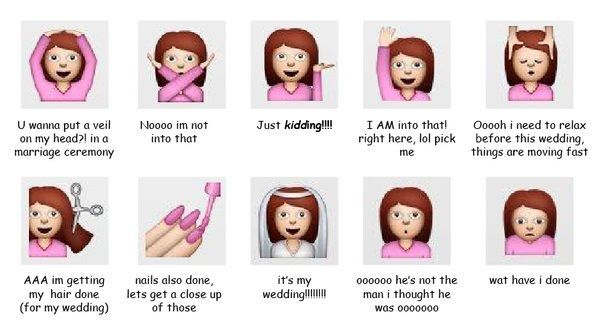 U wanna put a veil
on my head?! in a
marriage ceremony
Noooo im not
into that
Just kidding!!!!
I AM into that!
right here, lol pick
me
Ooooh i need to relax
before this wedding,
things are moving fast
AAA im getting
my hair done
(for my wedding)
nails also done,
lets get a close up
of those
it's my
wedding!!!!!!!!
ooooo he's not the
man i thought he
was ooooooo
wat have i done